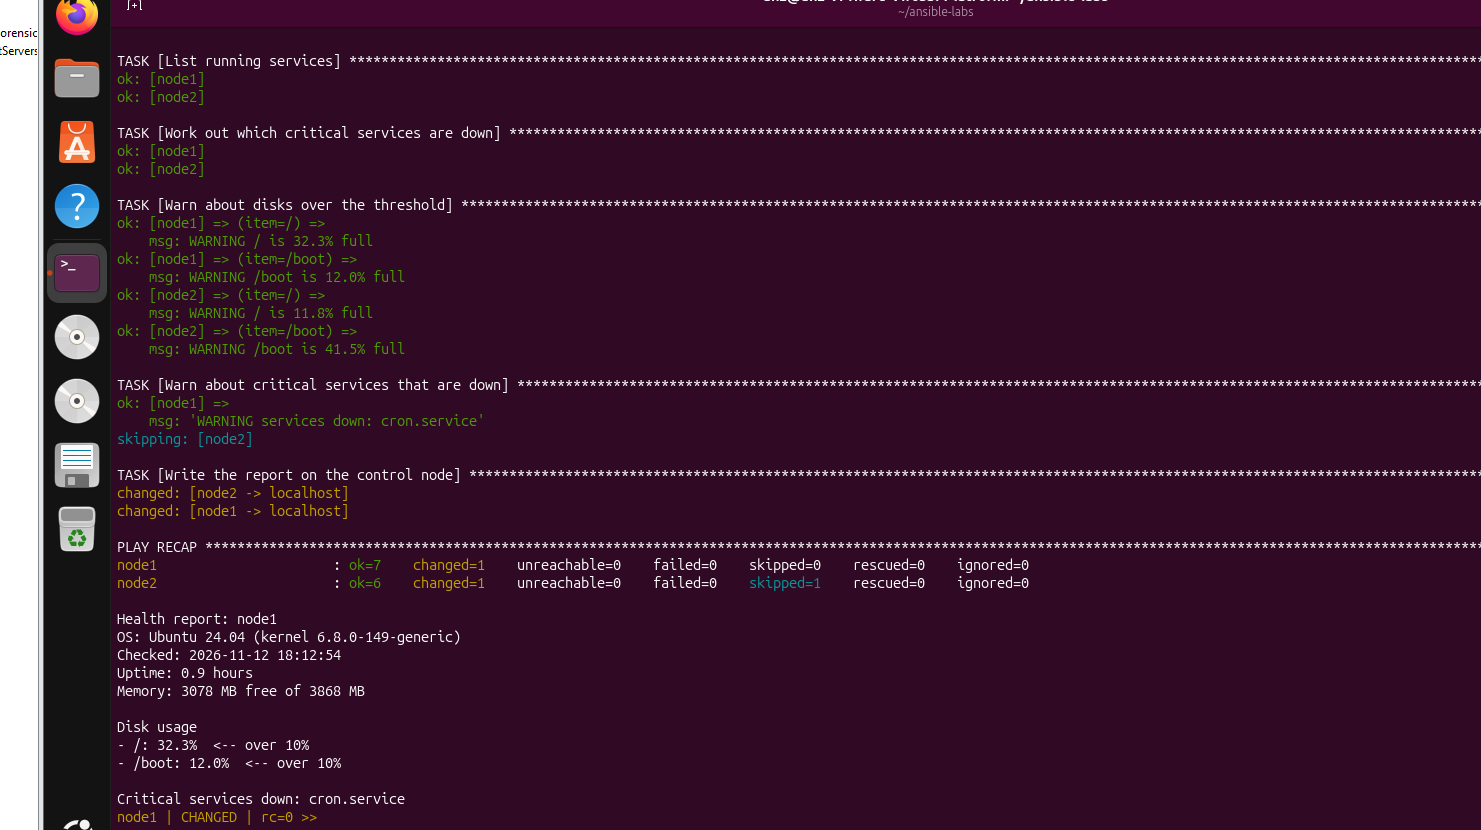 orensic
tServers
~/ansible-labs
TASK [List running services] *********************************************************************************************************************************************
ok: [node1]
ok: [node2]
TASK [Work out which critical services are down] *************************************************************************************************************************
ok: [node1]
ok: [node2]
TASK [Warn about disks over the threshold] *******************************************************************************************************************************
ok: [node1] => (item=/) =>
msg: WARNING / is 32.3% full
ok: [node1] => (item=/boot) =>
msg: WARNING /boot is 12.0% full
ok: [node2] => (item=/) =>
msg: WARNING / is 11.8% full
ok: [node2] => (item=/boot) =>
msg: WARNING /boot is 41.5% full
TASK [Warn about critical services that are down] ************************************************************************************************************************
ok: [node1] =>
msg: 'WARNING services down: cron.service'
skipping: [node2]
TASK [Write the report on the control node] ******************************************************************************************************************************
changed: [node2 -> localhost]
changed: [node1 -> localhost]
PLAY RECAP ***************************************************************************************************************************************************************
node1 : ok=7 changed=1 unreachable=0 failed=0 skipped=0 rescued=0 ignored=0
node2 : ok=6 changed=1 unreachable=0 failed=0 skipped=1 rescued=0 ignored=0
Health report: node1
OS: Ubuntu 24.04 (kernel 6.8.0-149-generic)
Checked: 2026-11-12 18:12:54
Uptime: 0.9 hours
Memory: 3078 MB free of 3868 MB
Disk usage
- /: 32.3% <-- over 10%
- /boot: 12.0% <-- over 10%
Critical services down: cron.service
node1 | CHANGED | rc=0 >>